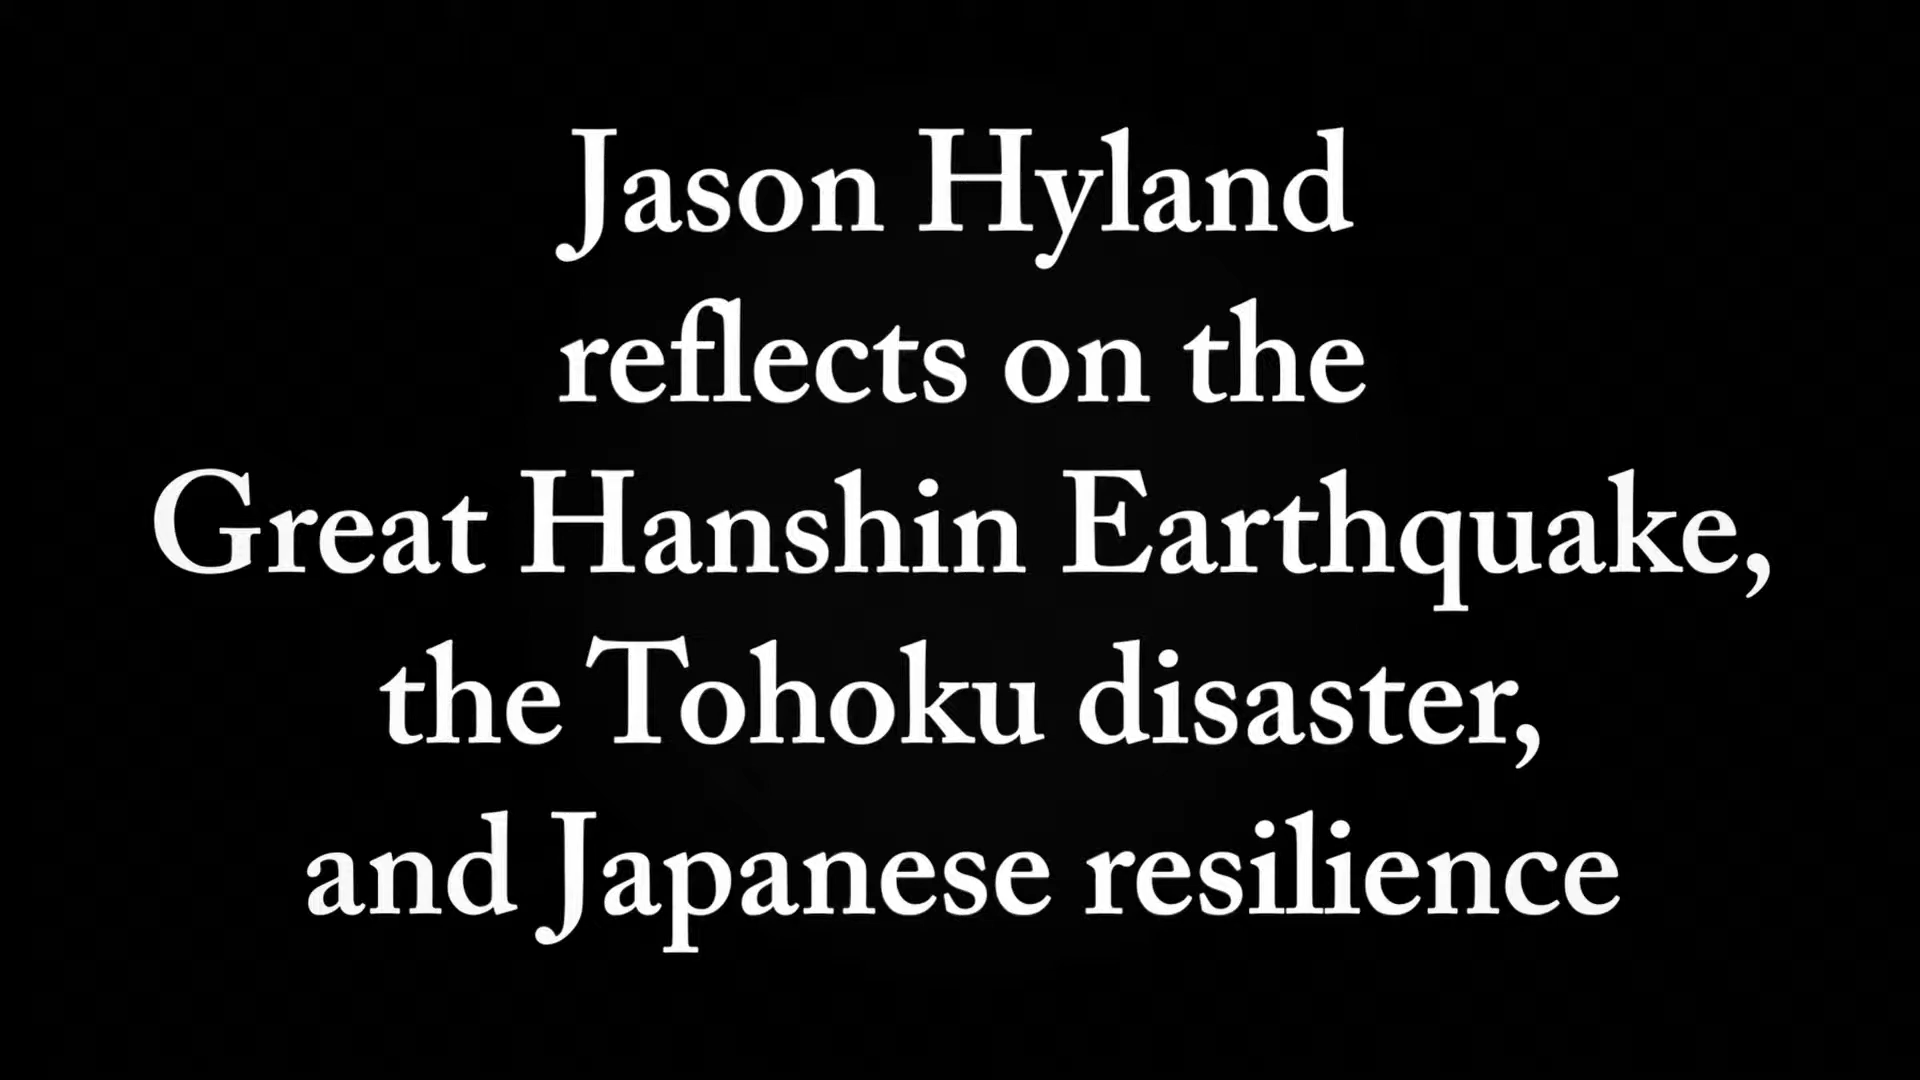 Jason Hyland
reflects on the
Great Hanshin Earthquake,
the Tohoku disaster,
and Japanese resilience